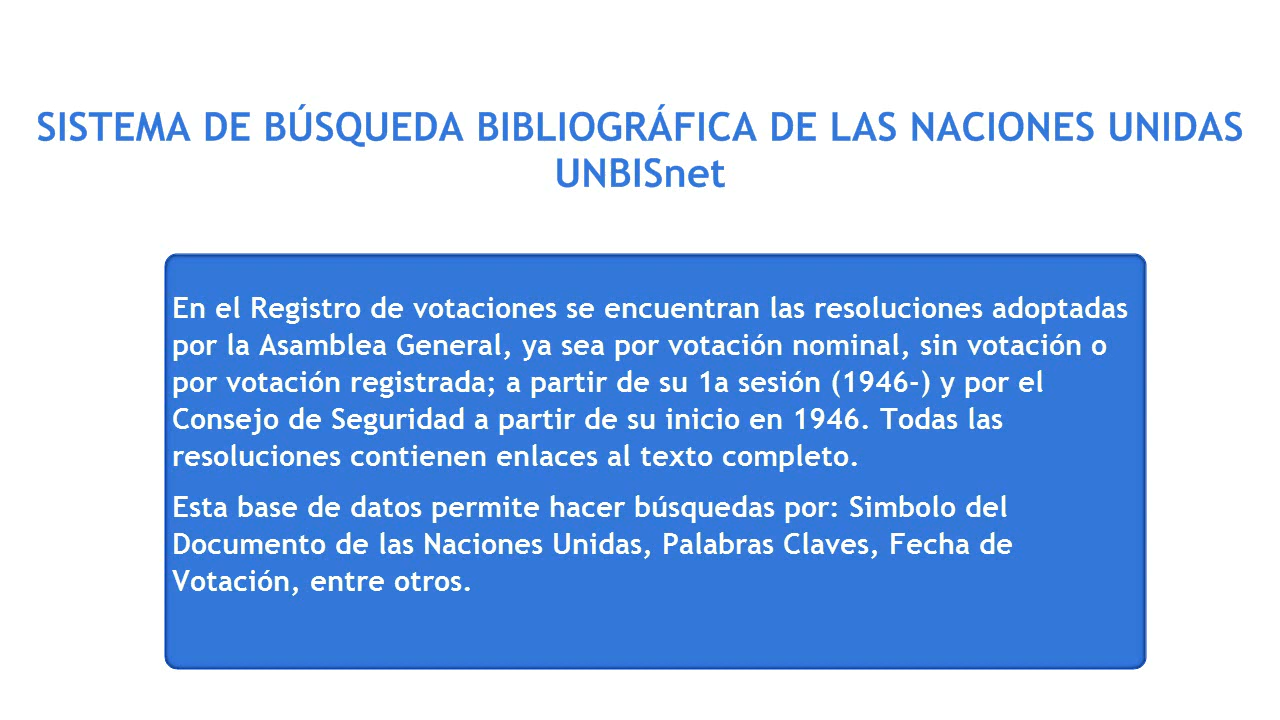 SISTEMA DE BÚSQUEDA BIBLIOGRÁFICA DE LAS NACIONES UNIDAS
UNBISnet
En el Registro de votaciones se encuentran las resoluciones adoptadas
por la Asamblea General, ya sea por votación nominal, sin votación o
por votación registrada; a partir de su 1a sesión (1946-) y por el
Consejo de Seguridad a partir de su inicio en 1946. Todas las
resoluciones contienen enlaces al texto completo.
Esta base de datos permite hacer búsquedas por: Simbolo del
Documento de las Naciones Unidas, Palabras Claves, Fecha de
Votación, entre otros.